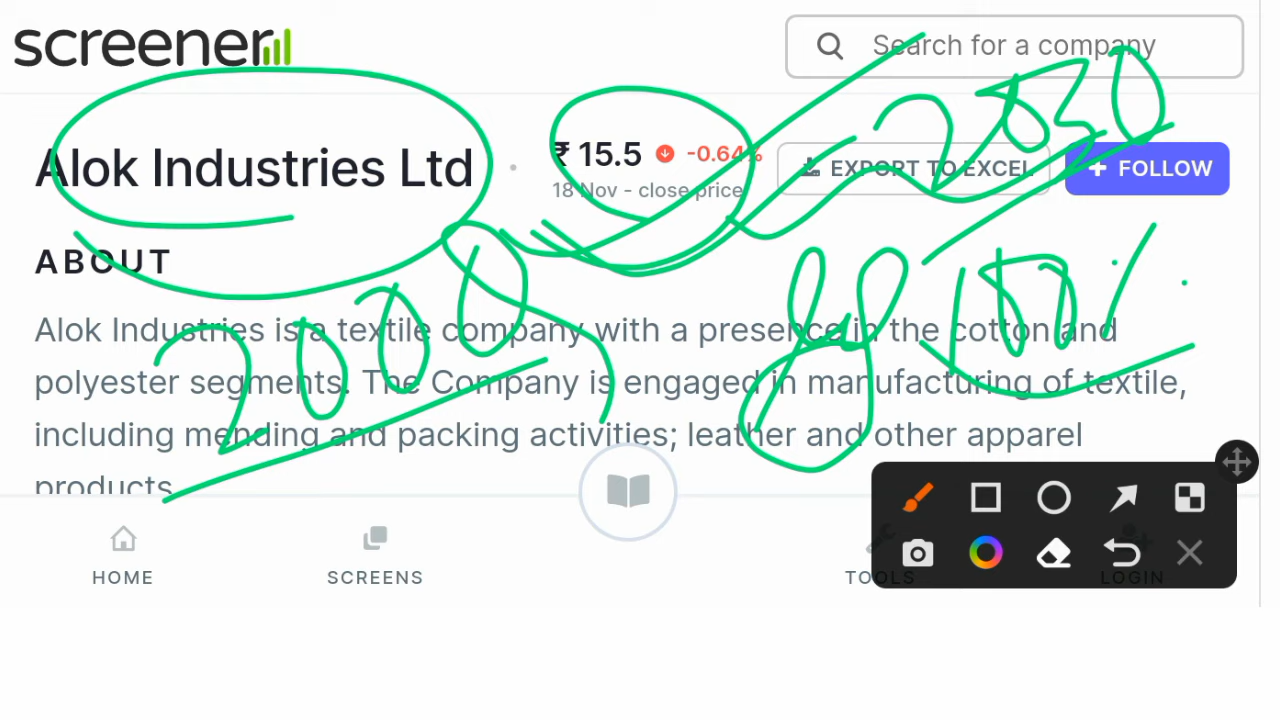 screener
Search for a company
Alok Industries Ltd
₹ 15.5 -0.64%
18 Nov - close price
EXPORT TO EXCEL
FOLLOW
2030
ABOUT
Alok Industries is a textile company with a presence in the cotton and
polyester segments. The Company is engaged in manufacturing of textile,
including mending and packing activities; leather and other apparel
products.
2000
100%
HOME
SCREENS
TOOLS
LOGIN